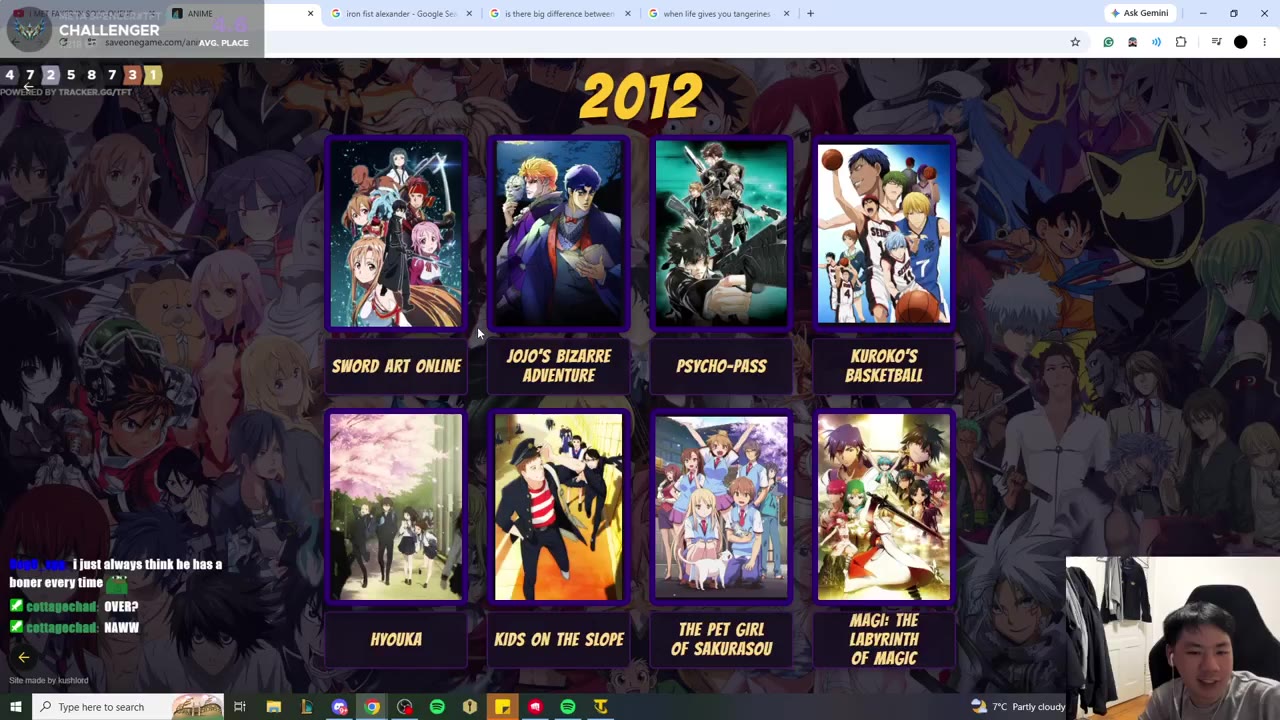 ANIME
iron fist alexander - Google Sea
is there big difference between
when life gives you tangerines
Ask Gemini
CHALLENGER
saveonegame.com/ani
4.8
AVG. PLACE
4 7 2 5 8 7 3 1
POWERED BY TRACKER.GG/TFT
2012
SWORD ART ONLINE
JOJO'S BIZARRE
ADVENTURE
PSYCHO-PASS
KUROKO'S
BASKETBALL
HYOUKA
KIDS ON THE SLOPE
THE PET GIRL
OF SAKURASOU
MAGI: THE
LABYRINTH
OF MAGIC
i just always think he has a
boner every time
cottagechad: OVER?
cottagechad: NAWW
Site made by kushlord
Type here to search
7°C Partly cloudy